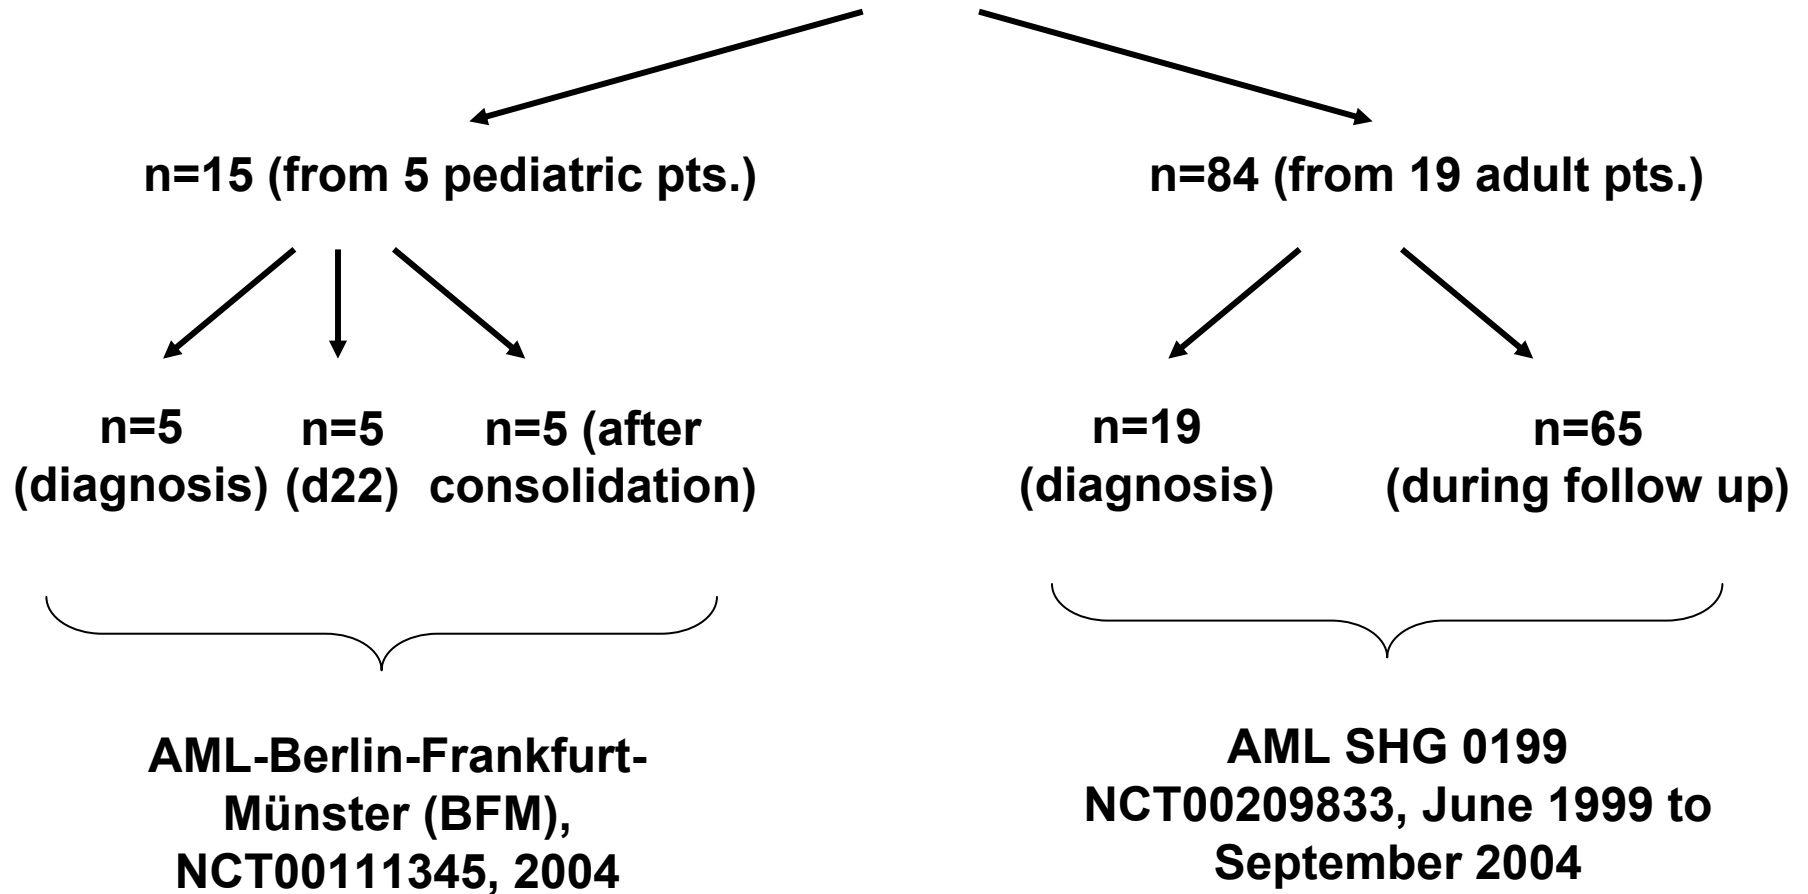 n=15 (from 5 pediatric pts.)
n=84 (from 19 adult pts.)
n=5
(diagnosis)
n=5
(d22)
n=5 (after
consolidation)
n=19
(diagnosis)
n=65
(during follow up)
AML-Berlin-Frankfurt-
Münster (BFM),
NCT00111345, 2004
AML SHG 0199
NCT00209833, June 1999 to
September 2004